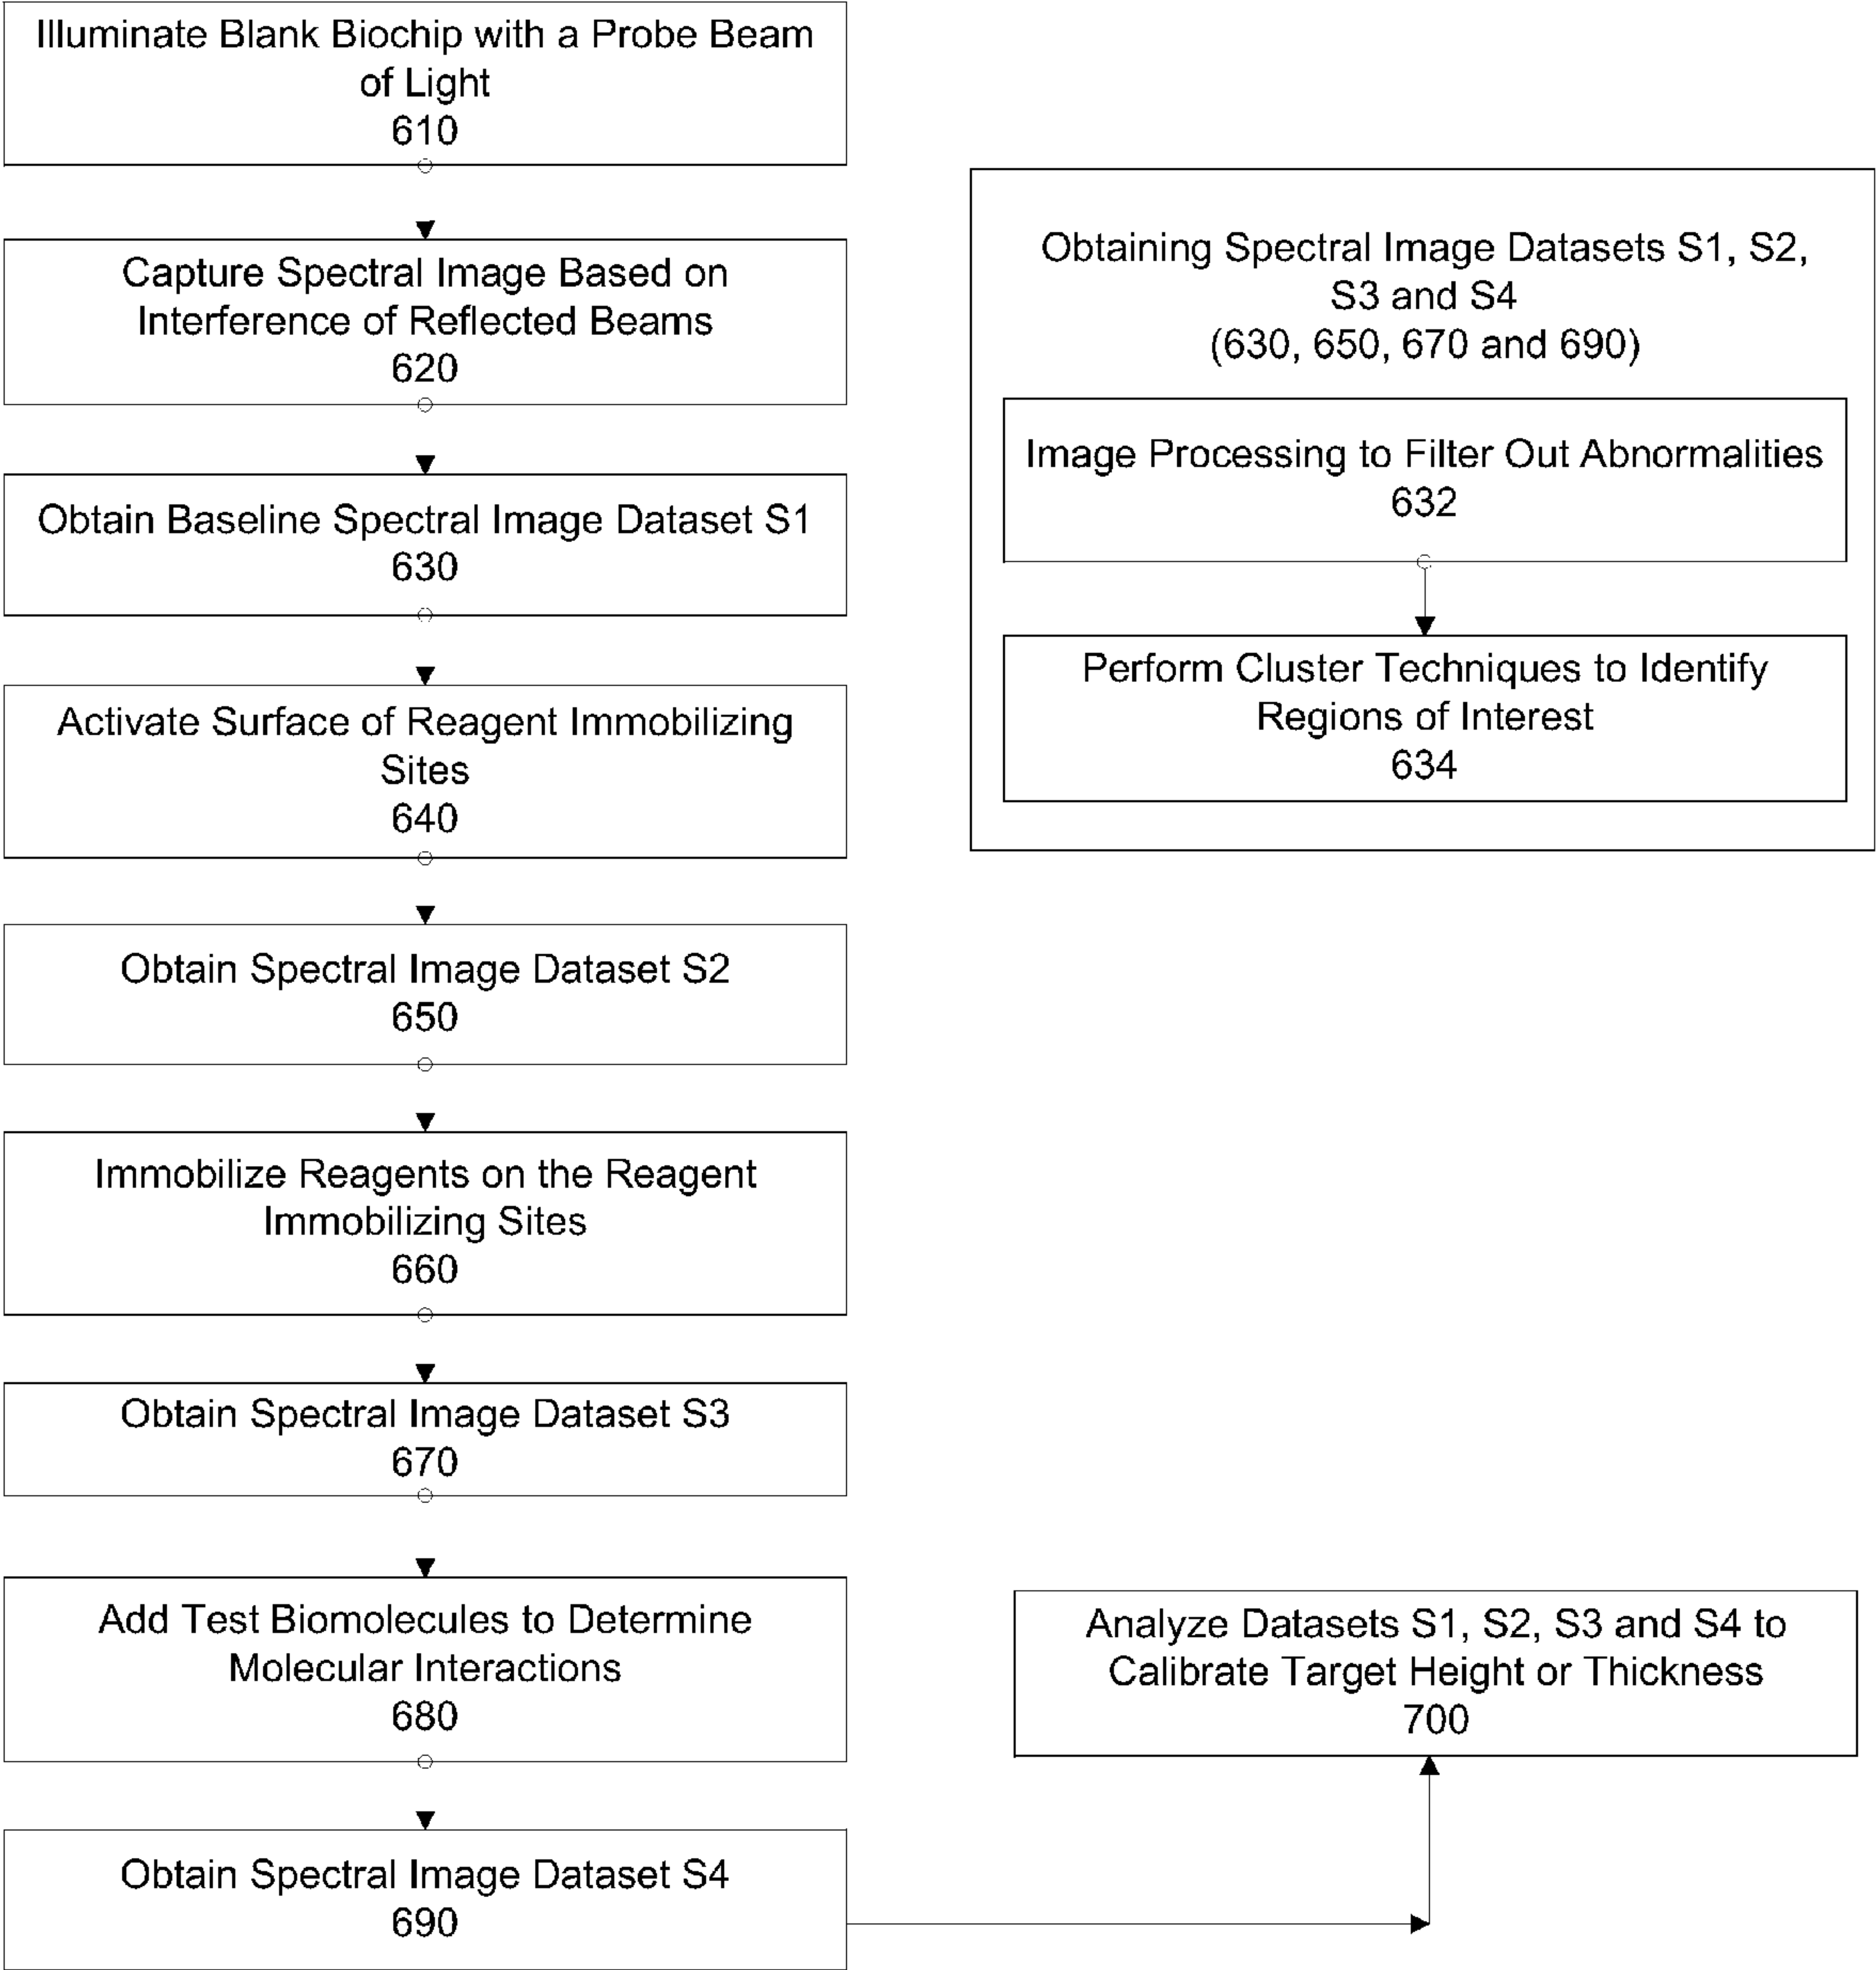 Illuminate Blank Biochip with a Probe Beam
of Light
610
Capture Spectral Image Based on
Interference of Reflected Beams
620
Obtain Baseline Spectral Image Dataset S1
630
Activate Surface of Reagent Immobilizing
Sites
640
Obtain Spectral Image Dataset S2
650
Immobilize Reagents on the Reagent
Immobilizing Sites
660
Obtain Spectral Image Dataset S3
670
Add Test Biomolecules to Determine
Molecular Interactions
680
Obtain Spectral Image Dataset S4
690
Obtaining Spectral Image Datasets S1, S2,
S3 and S4
(630, 650, 670 and 690)
Image Processing to Filter Out Abnormalities
632
Perform Cluster Techniques to Identify
Regions of Interest
634
Analyze Datasets S1, S2, S3 and S4 to
Calibrate Target Height or Thickness
700